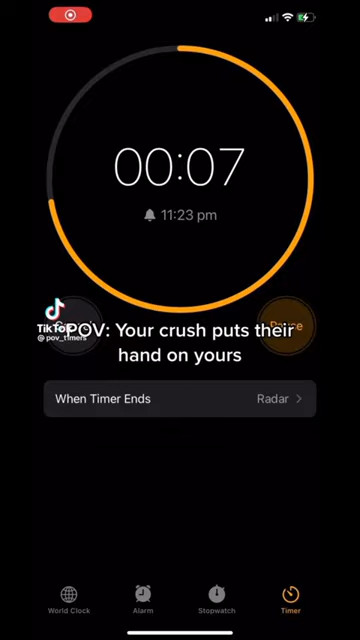 00:07
11:23 pm
TikTok
@ pov_timers
POV: Your crush puts their
hand on yours
When Timer Ends
Radar
World Clock
Alarm
Stopwatch
Timer